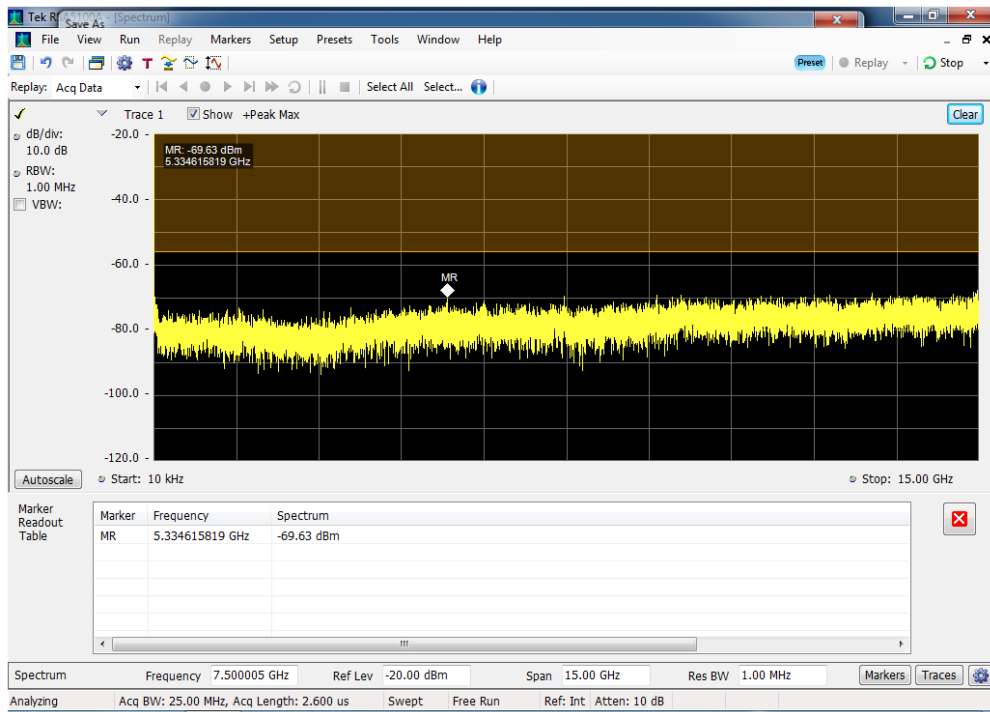 Tek RSA5100A - [Spectrum]
Save As
File View Run Replay Markers Setup Presets Tools Window Help
T Preset Replay Stop
Replay: Acq Data Select All Select...
Trace 1 Show +Peak Max Clear
dB/div:
10.0 dB
RBW:
1.00 MHz
VBW:
-20.0
-40.0
-60.0
-80.0
-100.0
-120.0
MR: -69.63 dBm
5.334615819 GHz
MR
Autoscale Start: 10 kHz Stop: 15.00 GHz
Marker
Readout
Table
Marker Frequency Spectrum
MR 5.334615819 GHz -69.63 dBm
Spectrum Frequency 7.500005 GHz Ref Lev -20.00 dBm Span 15.00 GHz Res BW 1.00 MHz Markers Traces
Analyzing Acq BW: 25.00 MHz, Acq Length: 2.600 us Swept Free Run Ref: Int Atten: 10 dB